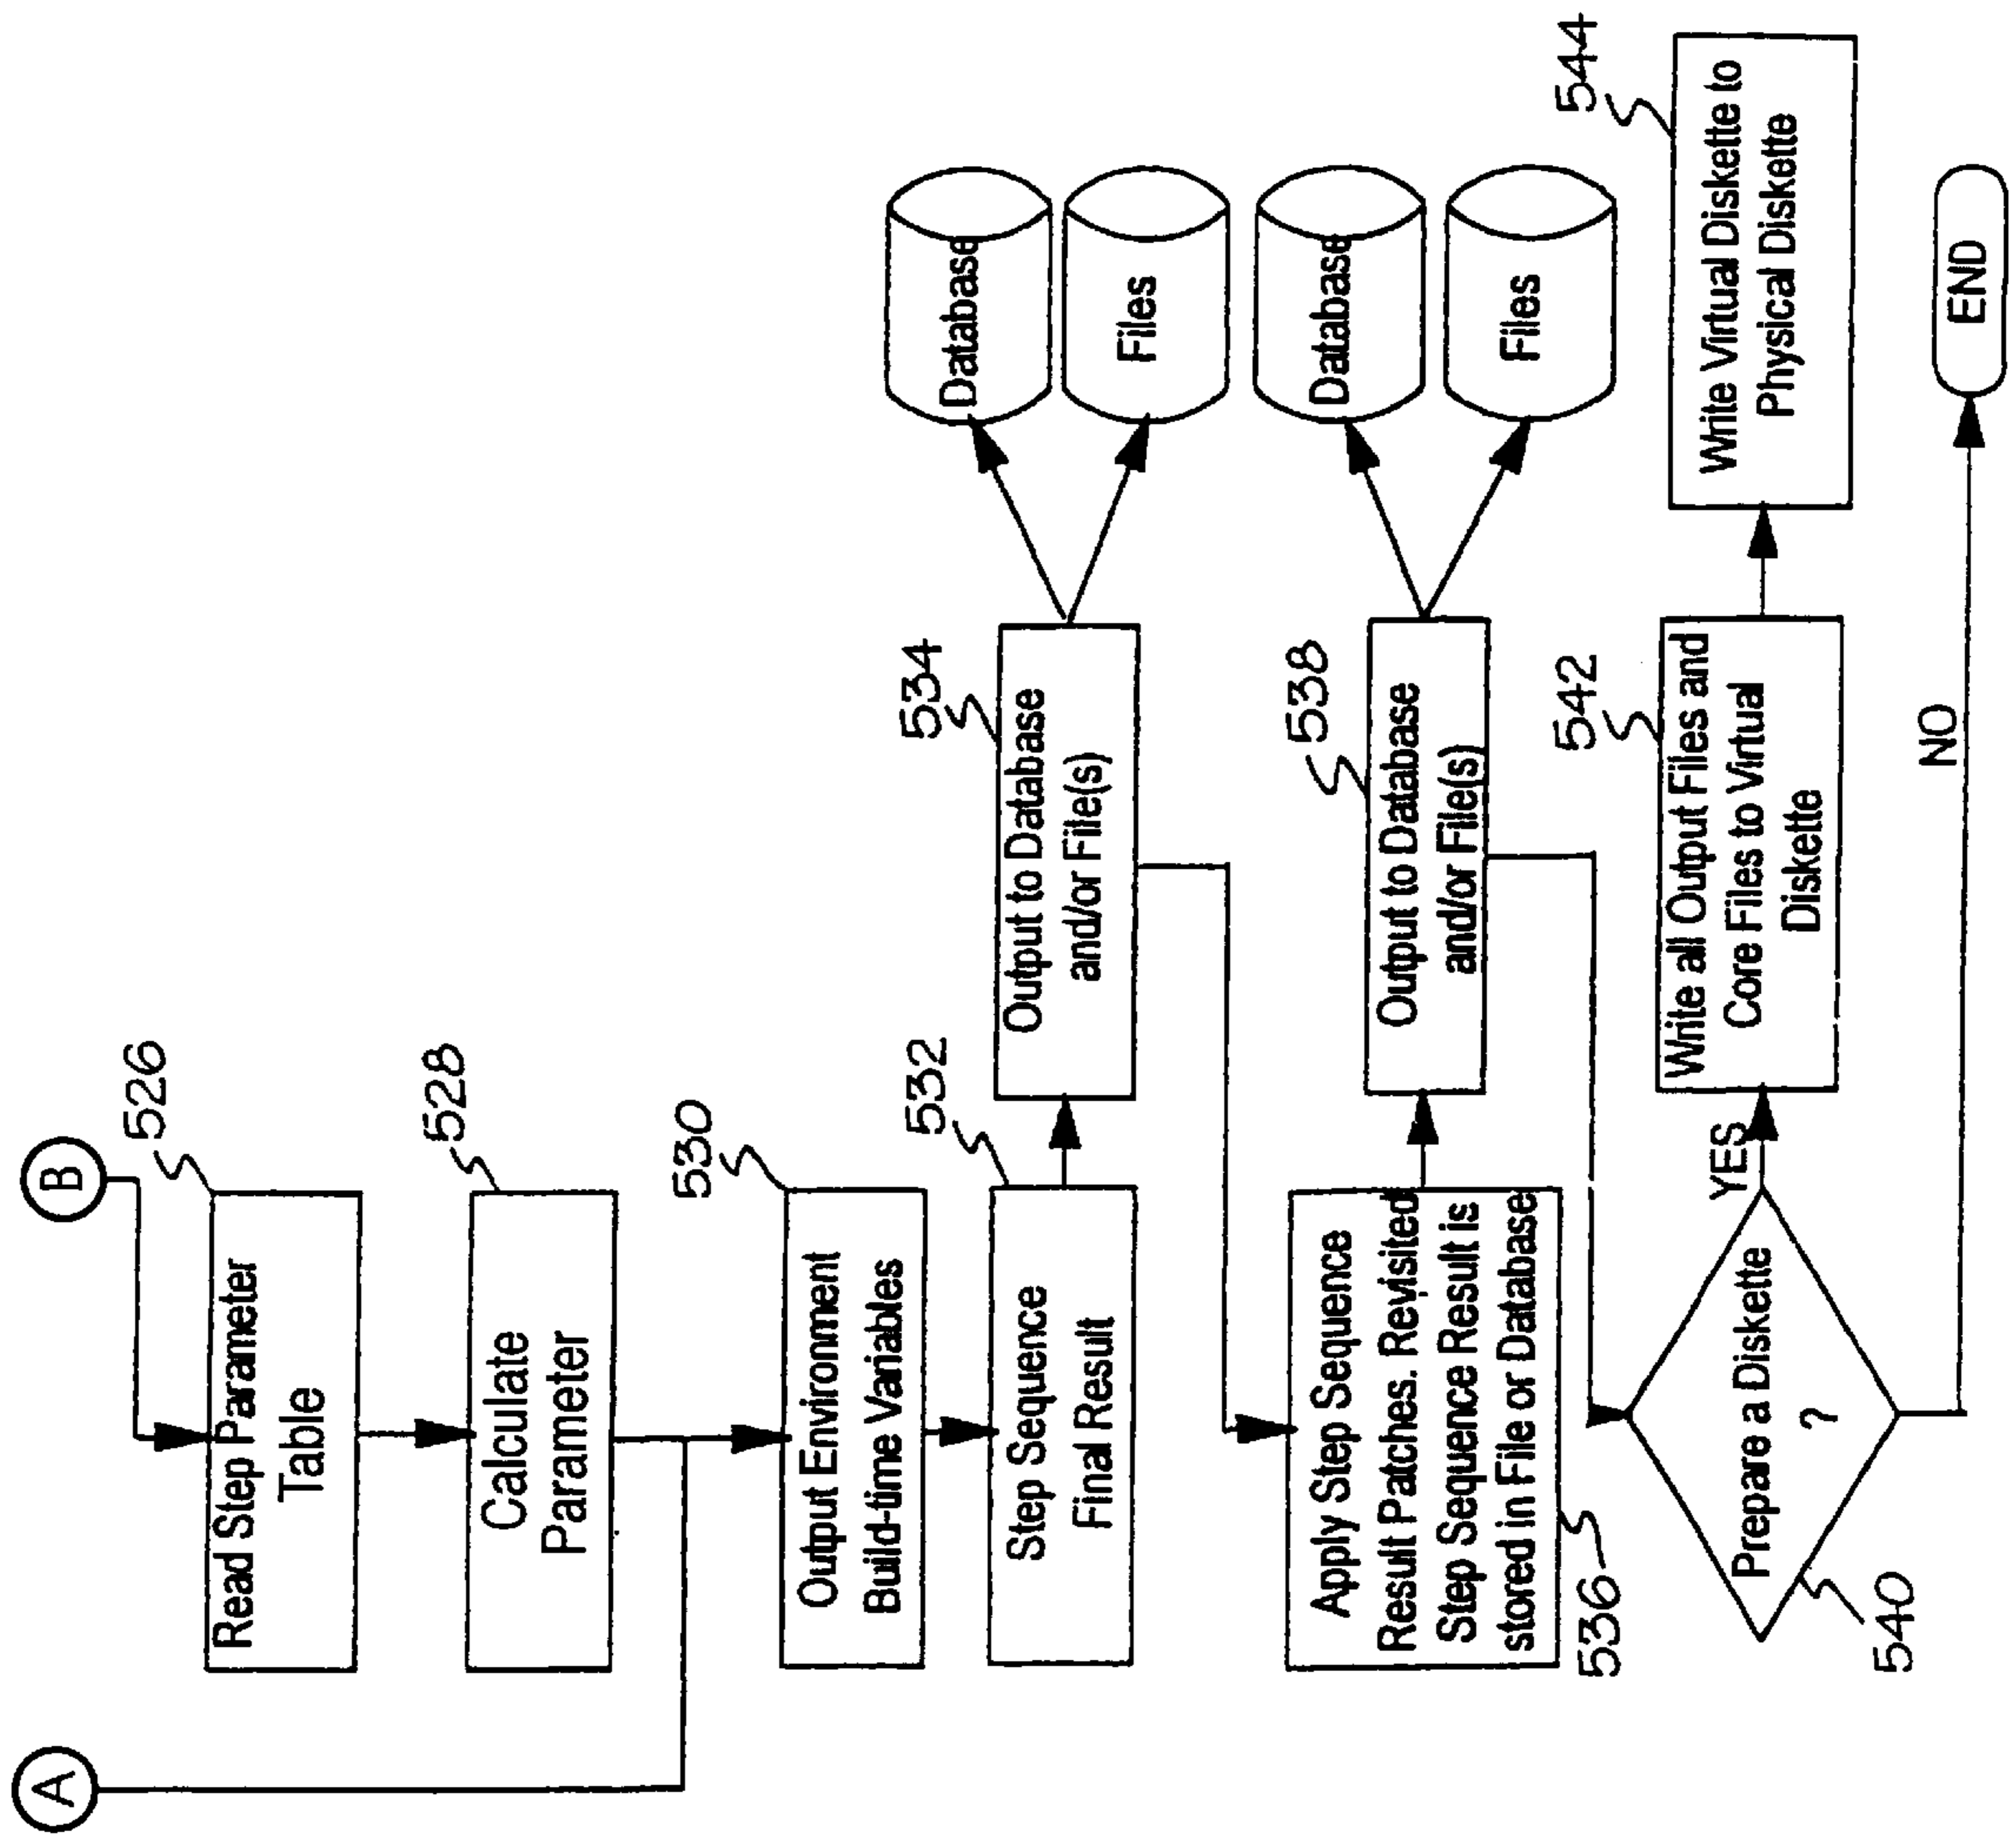 A
B
526
Read Step Parameter
Table
528
Calculate
Parameter
530
Output Environment
Build-time Variables
532
Step Sequence
Final Result
534
Output to Database
and/or File(s)
Database
Files
536
Apply Step Sequence
Result Patches. Revisited
Step Sequence Result is
stored in File or Database
538
Output to Database
and/or File(s)
Database
Files
540
Prepare a Diskette
?
YES
542
Write all Output Files and
Core Files to Virtual
Diskette
544
Write Virtual Diskette to
Physical Diskette
NO
END